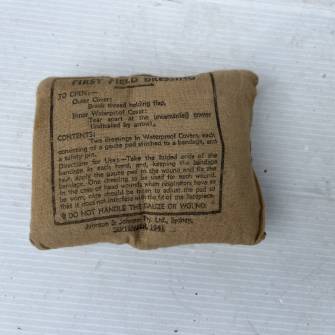 FIRST FIELD DRESSING
TO OPEN:—
Outer Cover:
Break thread holding flap.
Inner Waterproof Cover:
Tear apart at the uncemented corner
(indicated by arrow).
CONTENTS:
Two dressings in Waterproof Covers, each
consisting of a gauze pad stitched to a bandage, and
a safety pin.
Directions for Use:—Take the folded ends of the
bandage in each hand, and, keeping the bandage
taut, apply the gauze pad to the wound and fix the
bandage. One dressing to be used for each wound.
In the case of head wounds when respirators have to
be worn, care should be taken to adjust the pad so
that it does not interfere with the fit of the facepiece.
DO NOT HANDLE THE GAUZE OR WOUND.
Johnson & Johnson Pty. Ltd., Sydney.
SEPTEMBER, 1941